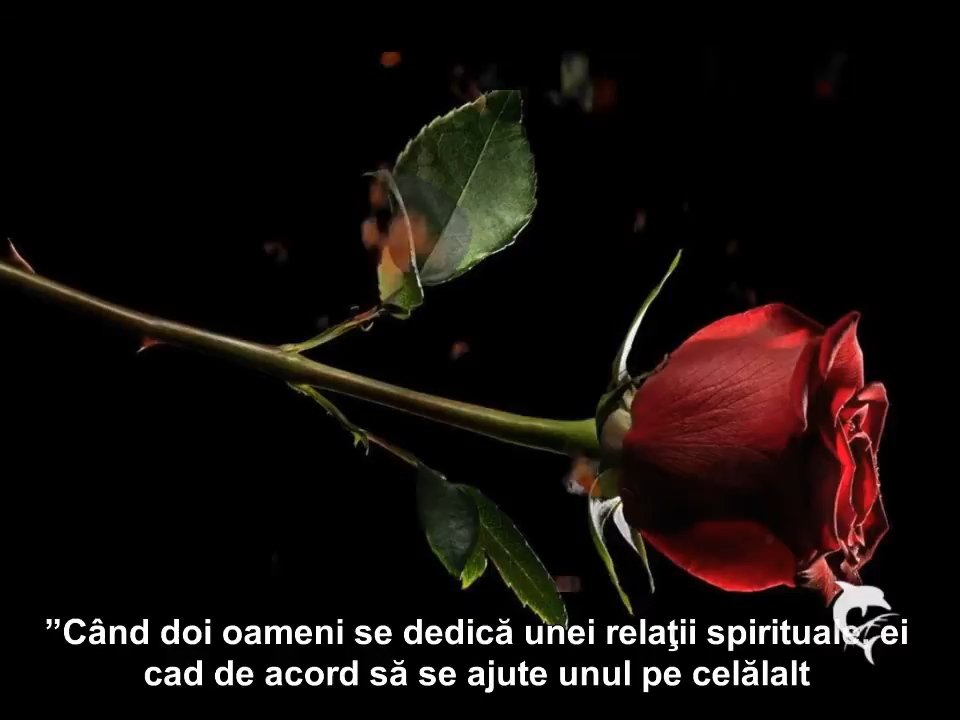 ”Când doi oameni se dedică unei relaţii spirituale, ei
cad de acord să se ajute unul pe celălalt